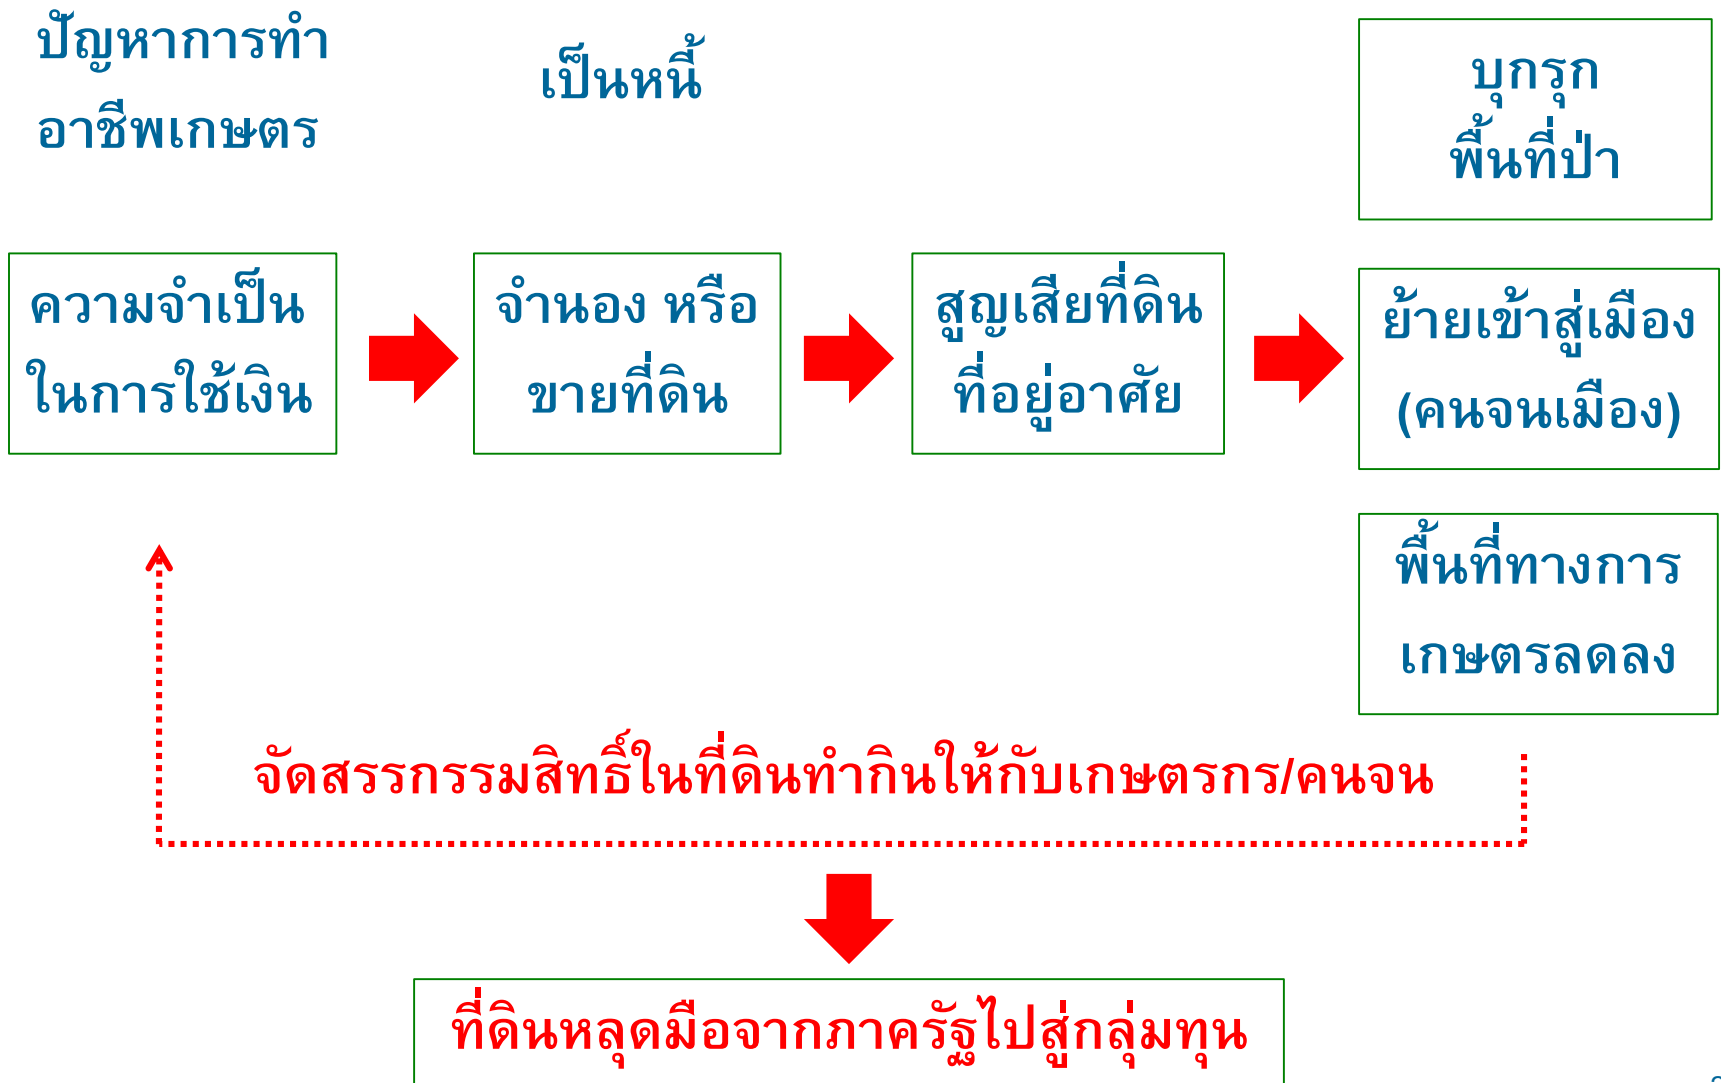 ปัญหาการทำ
อาชีพเกษตร
เป็นหนี้
บุกรุก
พื้นที่ป่า
ความจำเป็น
ในการใช้เงิน
จำนอง หรือ
ขายที่ดิน
สูญเสียที่ดิน
ที่อยู่อาศัย
ย้ายเข้าสู่เมือง
(คนจนเมือง)
พื้นที่ทางการ
เกษตรลดลง
จัดสรรกรรมสิทธิ์ในที่ดินทำกินให้กับเกษตรกร/คนจน
ที่ดินหลุดมือจากภาครัฐไปสู่กลุ่มทุน